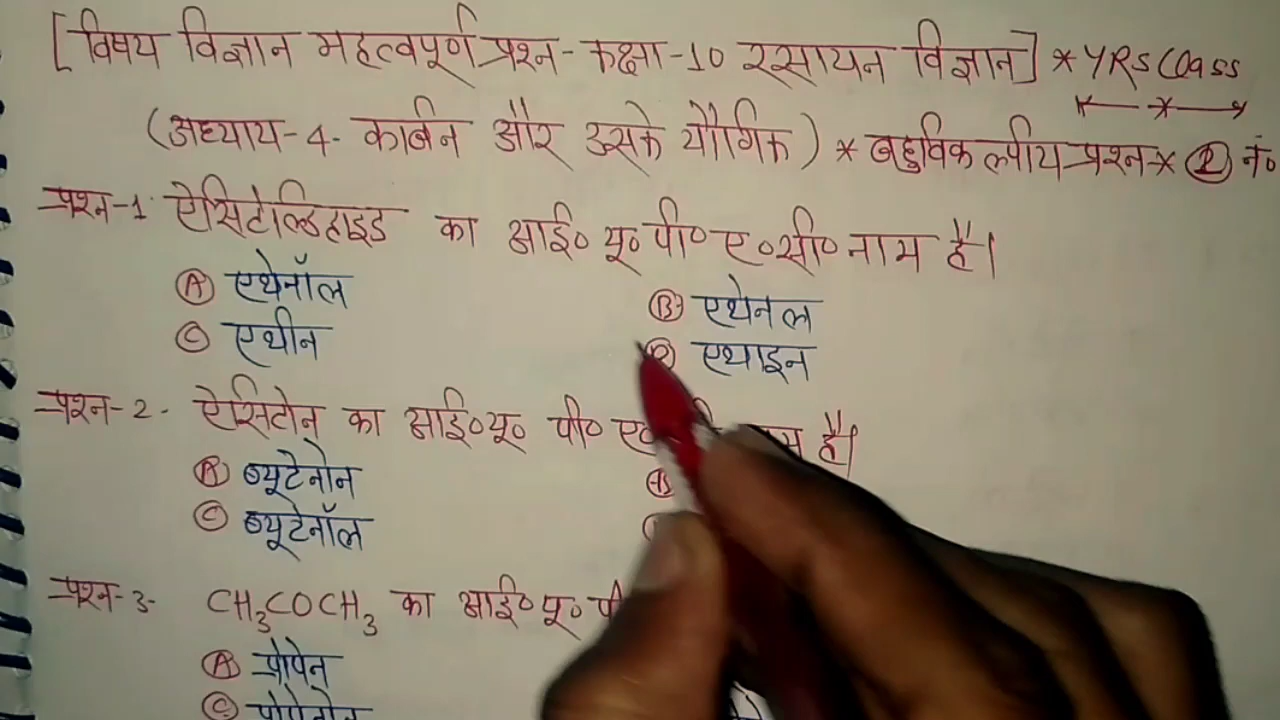 [विषय विज्ञान महत्वपूर्ण प्रश्न- कक्षा-10 रसायन विज्ञान] * YRs Class
(अध्याय-4- कार्बन और उसके यौगिक) * बहुविकल्पीय प्रश्न * 1 नं०
प्रश्न-1 ऐसिटेल्डिहाइड का आई० यू० पी० ए० सी० नाम है।
(A) एथेनॉल (B) एथेनल
(C) एथीन (D) एथाइन
प्रश्न-2- ऐसिटोन का आई० यू० पी० ए० है।
(A) ब्यूटेनोन (B)
(C) ब्यूटेनॉल
प्रश्न-3- CH₃COCH₃ का आई० यू०
(A) प्रोपेन
(C) प्रोपेनोन